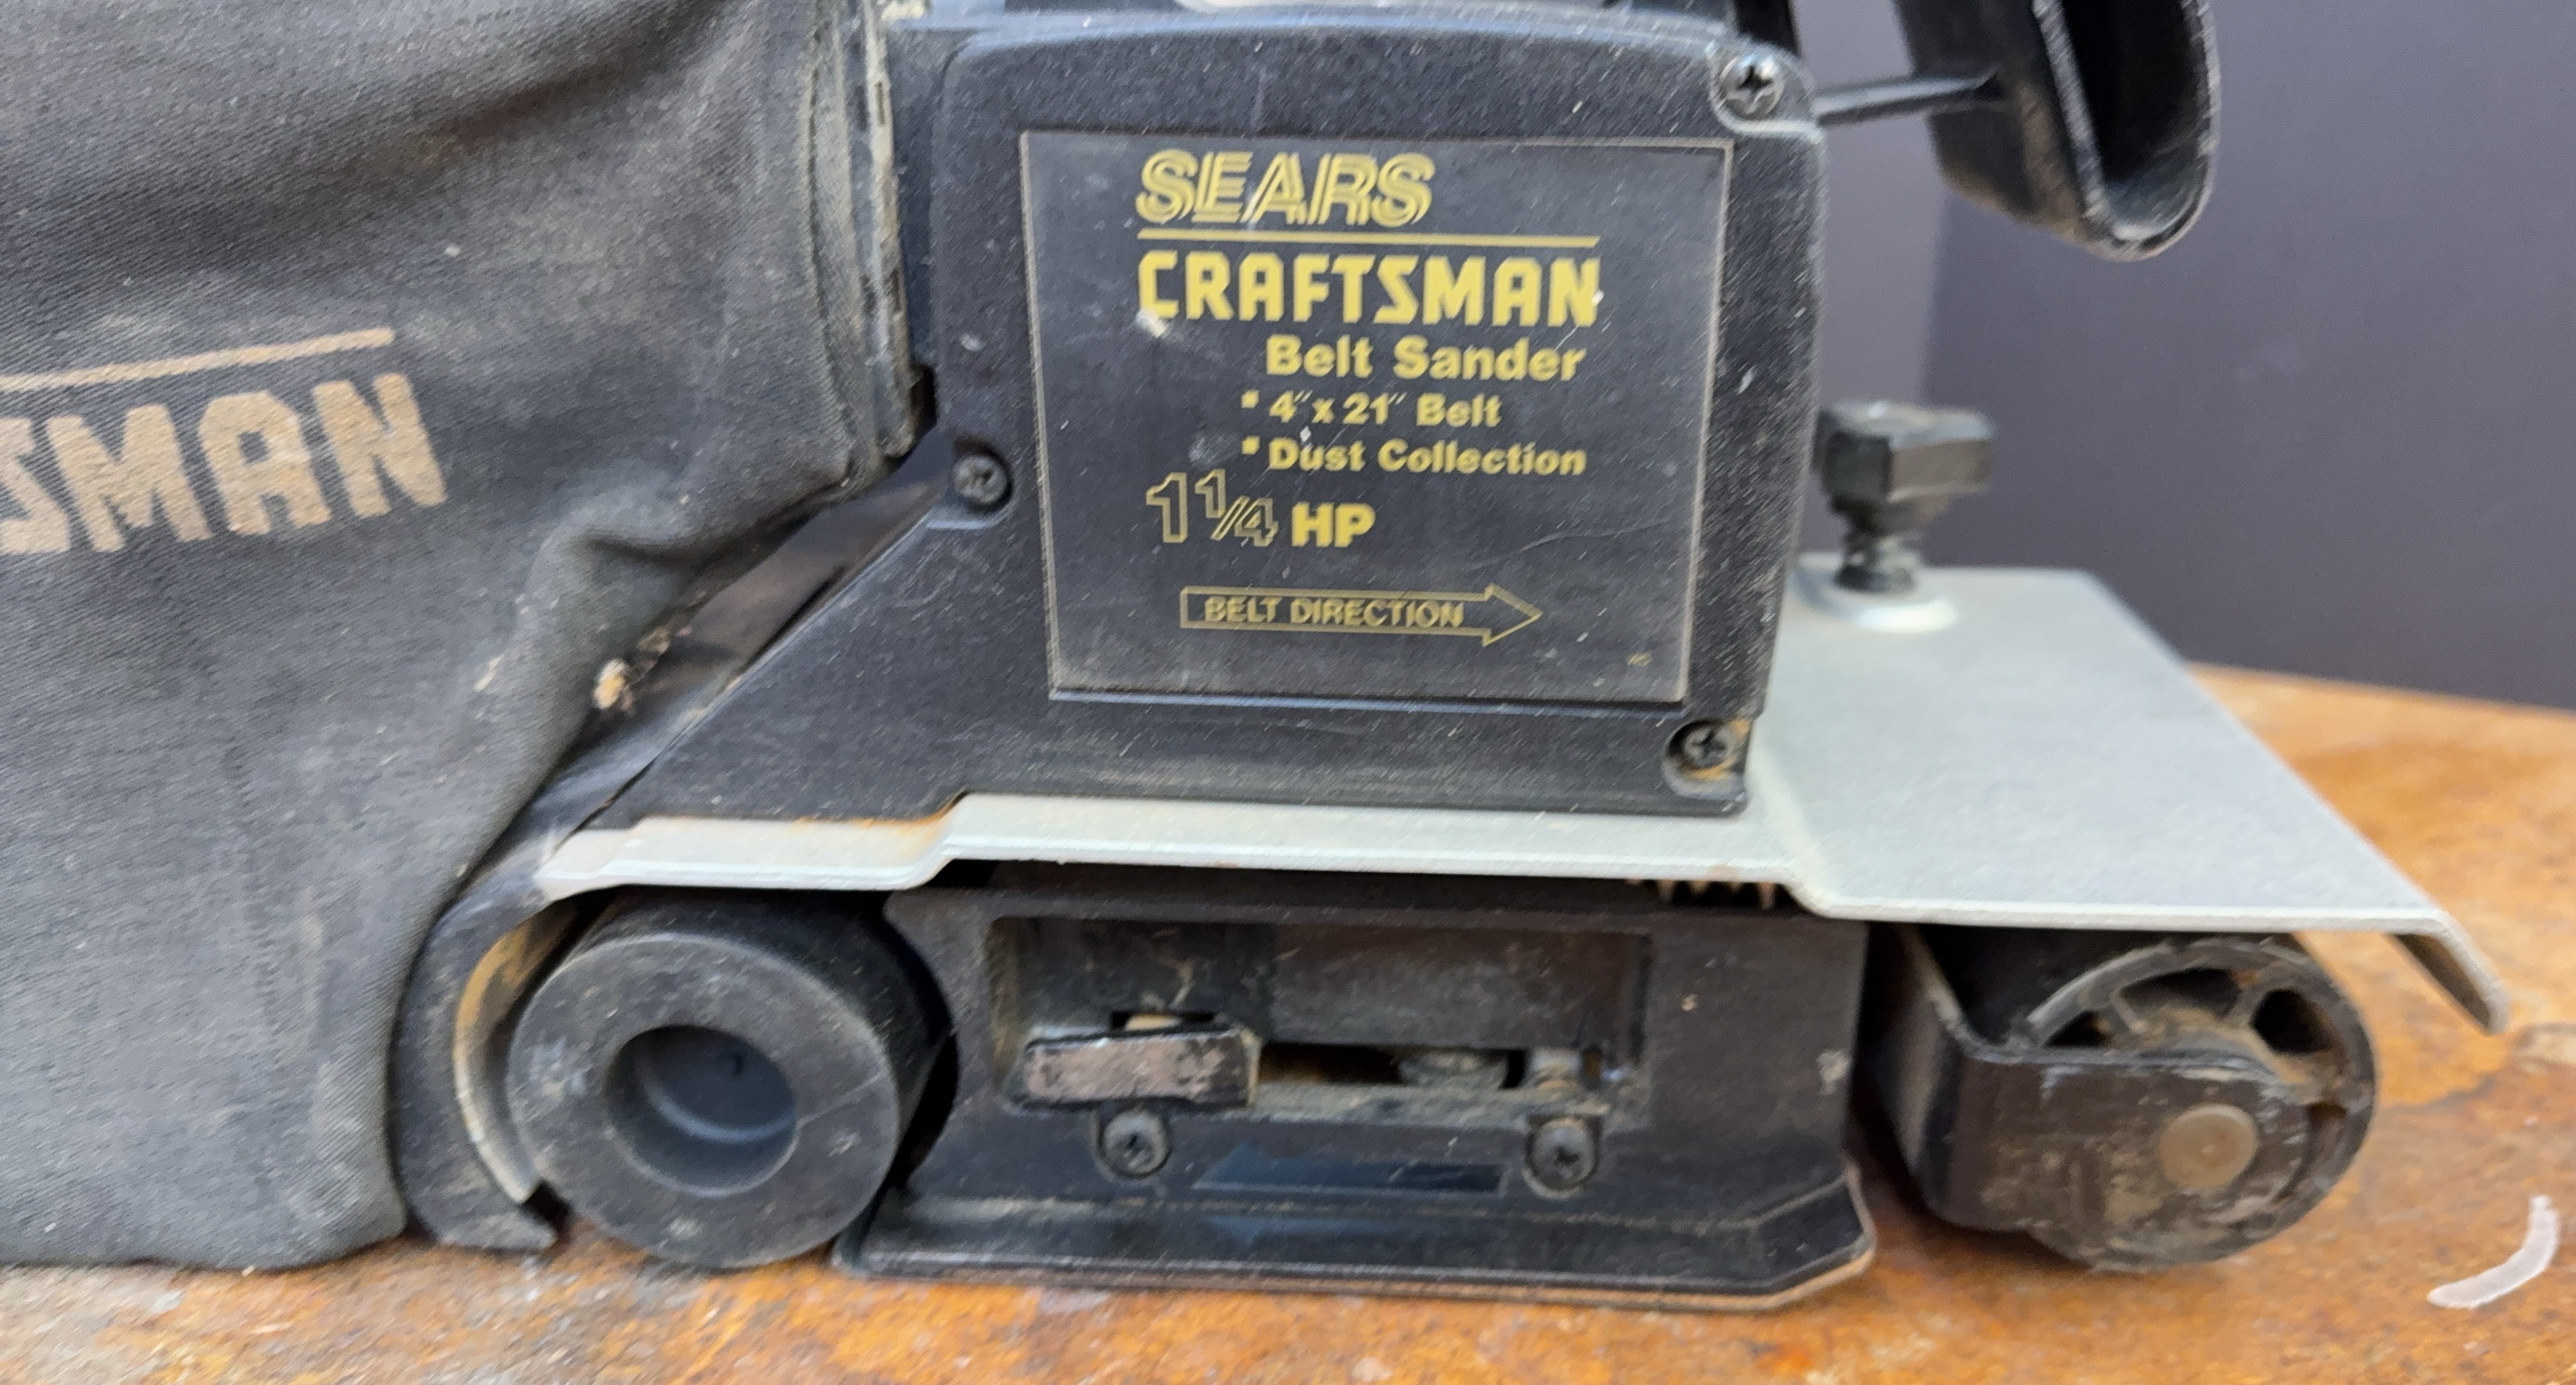 SEARS
CRAFTSMAN
Belt Sander
▪ 4" x 21" Belt
▪ Dust Collection
1 1/4 HP
BELT DIRECTION
SMAN